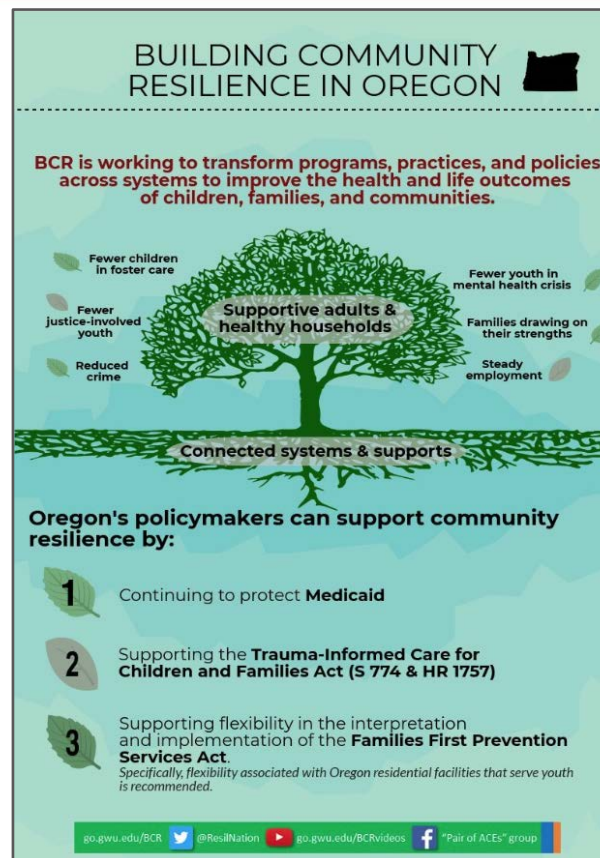 BUILDING COMMUNITY
RESILIENCE IN OREGON
BCR is working to transform programs, practices, and policies
across systems to improve the health and life outcomes
of children, families, and communities.
Fewer children
in foster care
Fewer
justice-involved
youth
Reduced
crime
Supportive adults &
healthy households
Fewer youth in
mental health crisis
Families drawing on
their strengths
Steady
employment
Connected systems & supports
Oregon's policymakers can support community
resilience by:
1
Continuing to protect Medicaid
2
Supporting the Trauma-Informed Care for
Children and Families Act (S 774 & HR 1757)
3
Supporting flexibility in the interpretation
and implementation of the Families First Prevention
Services Act.
Specifically, flexibility associated with Oregon residential facilities that serve youth
is recommended.
go.gwu.edu/BCR @ResilNation go.gwu.edu/BCRvideos "Pair of ACEs" group